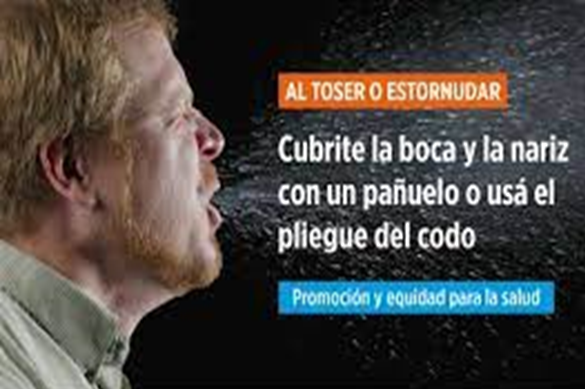 AL TOSER O ESTORNUDAR
Cubrite la boca y la nariz
con un pañuelo o usá el
pliegue del codo
Promoción y equidad para la salud